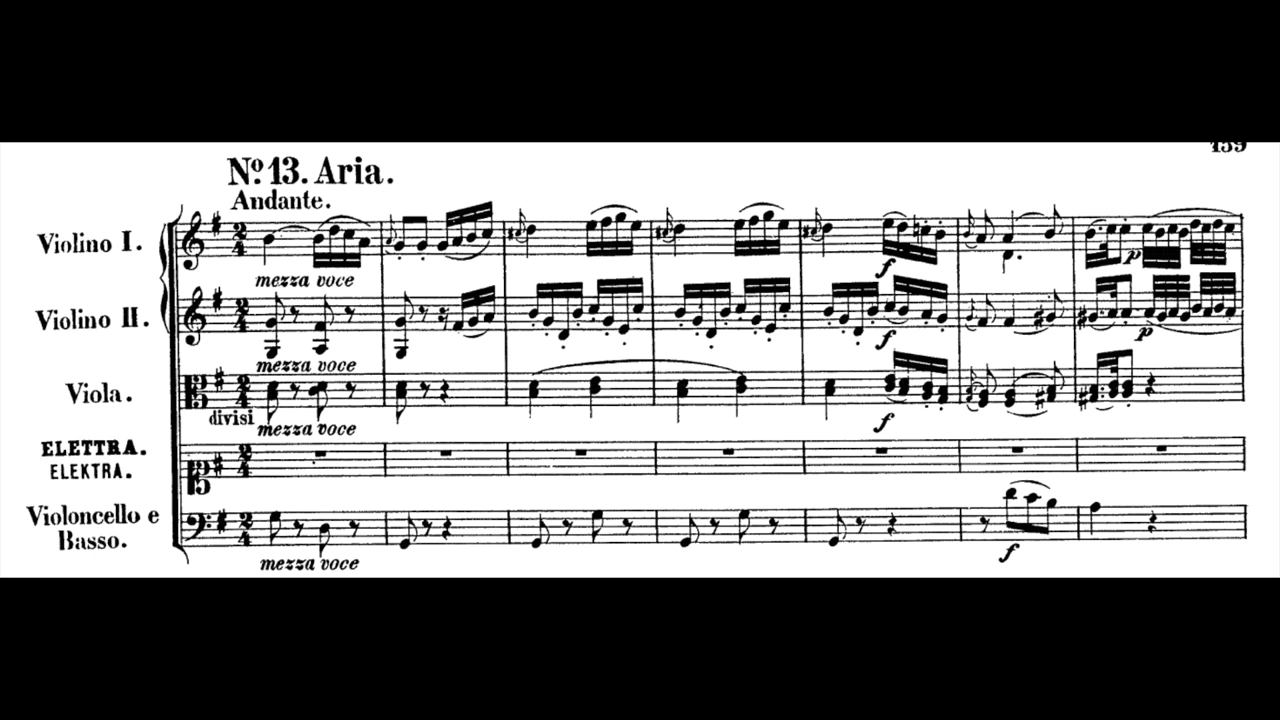 159
Nº 13. Aria.
Andante.
Violino I.
mezza voce
f
p
Violino II.
mezza voce
f
p
Viola.
divisi
mezza voce
f
ELETTRA.
ELEKTRA.
Violoncello e
Basso.
mezza voce
f